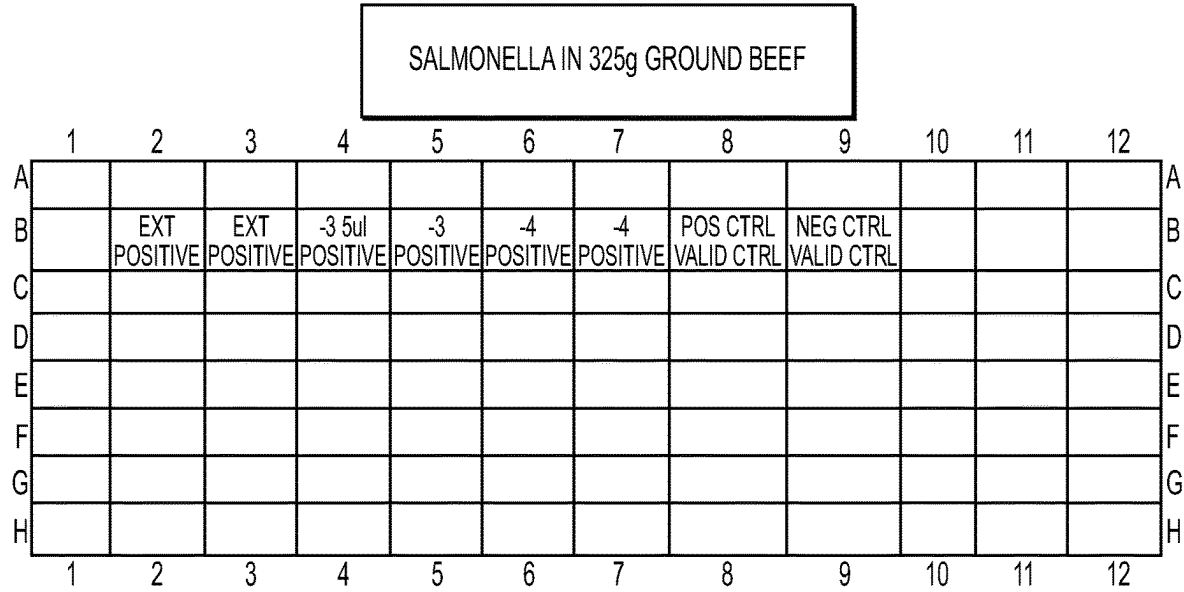 SALMONELLA IN 325g GROUND BEEF
1 2 3 4 5 6 7 8 9 10 11 12
A A
B EXT EXT -3 5ul -3 -4 -4 POS CTRL NEG CTRL B
POSITIVE POSITIVE POSITIVE POSITIVE POSITIVE POSITIVE VALID CTRL VALID CTRL
C C
D D
E E
F F
G G
H H
1 2 3 4 5 6 7 8 9 10 11 12